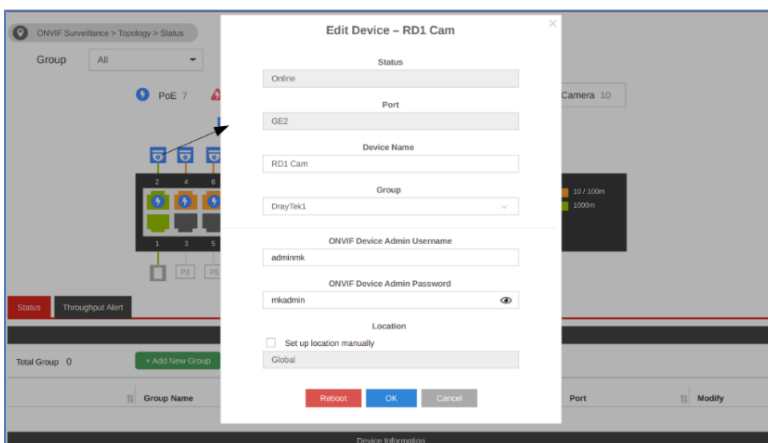 ONVIF Surveillance > Topology > Status
Group
All
PoE 7
Camera 10
2 4 6
1 3 5
P3 P5
10 / 100m
1000m
Edit Device – RD1 Cam
Status
Online
Port
GE2
Device Name
RD1 Cam
Group
DrayTek1
ONVIF Device Admin Username
adminmk
ONVIF Device Admin Password
mkadmin
Location
Set up location manually
Global
Reboot OK Cancel
Status Throughput Alert
Total Group 0
+ Add New Group
Group Name Port Modify
Device Information